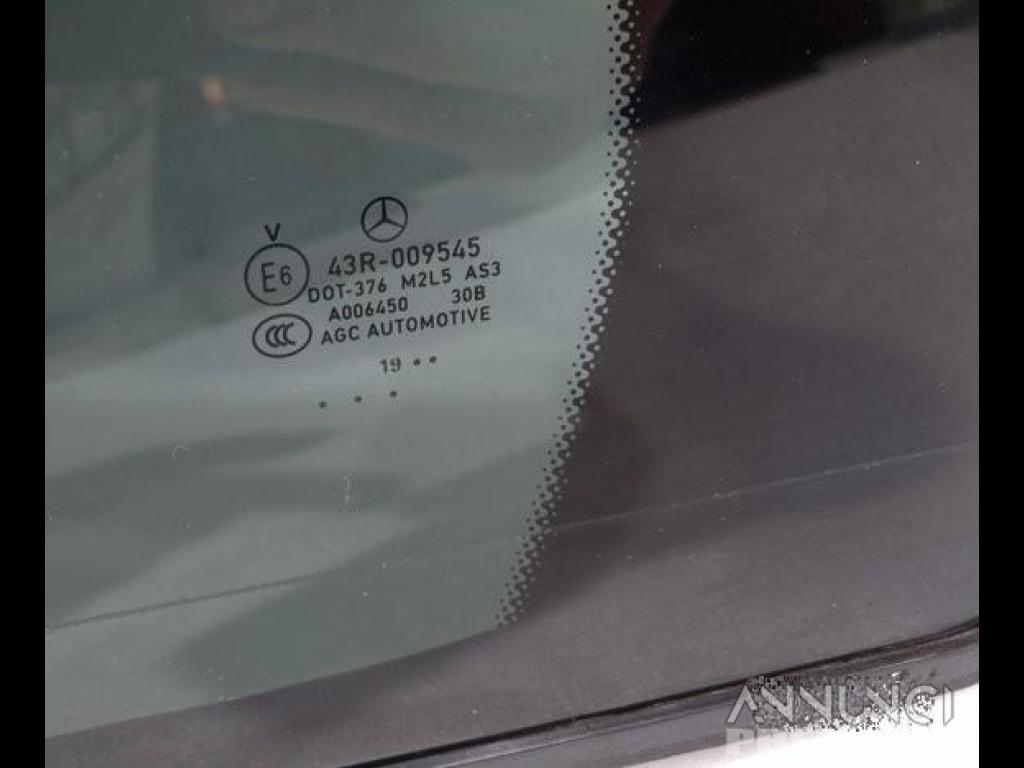 V
E6 43R-009545
DOT-376 M2L5 AS3
A006450 30B
CCC AGC AUTOMOTIVE
19 ••
• • •
ANNUNCI